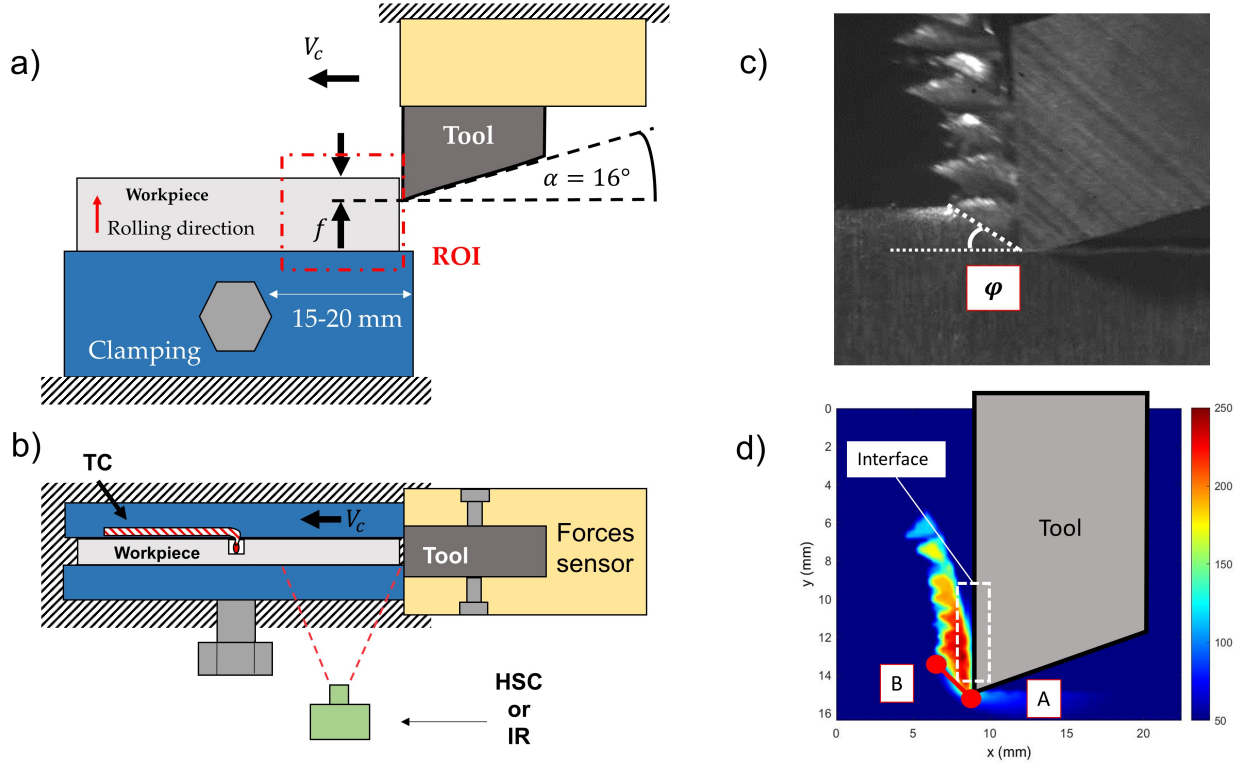 a)
V_c
Tool
α = 16°
Workpiece
Rolling direction
f
ROI
15-20 mm
Clamping
b)
TC
V_c
Workpiece
Tool
Forces
sensor
HSC
or
IR
c)
φ
d)
Interface
Tool
B
A
0
2
4
6
8
10
12
14
16
y (mm)
0
5
10
15
20
x (mm)
250
200
150
100
50